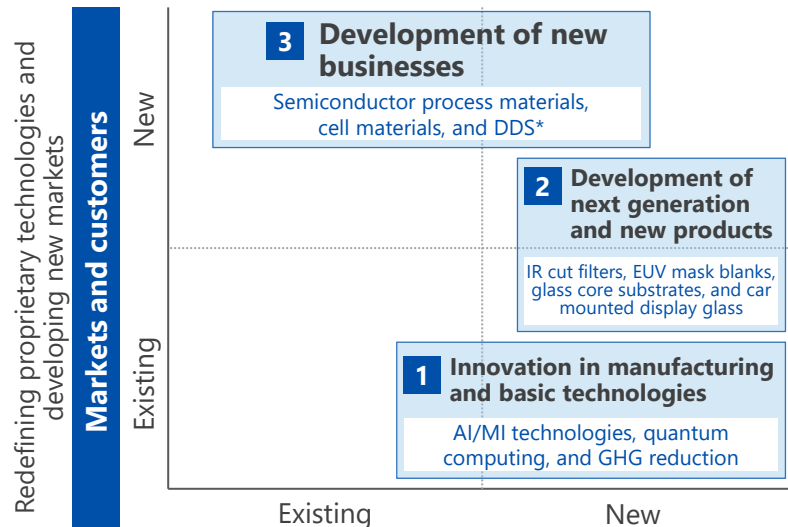 Redefining proprietary technologies and
developing new markets
Markets and customers
New
Existing
3 Development of new
businesses
Semiconductor process materials,
cell materials, and DDS*
2 Development of
next generation
and new products
IR cut filters, EUV mask blanks,
glass core substrates, and car
mounted display glass
1 Innovation in manufacturing
and basic technologies
AI/MI technologies, quantum
computing, and GHG reduction
Existing
New